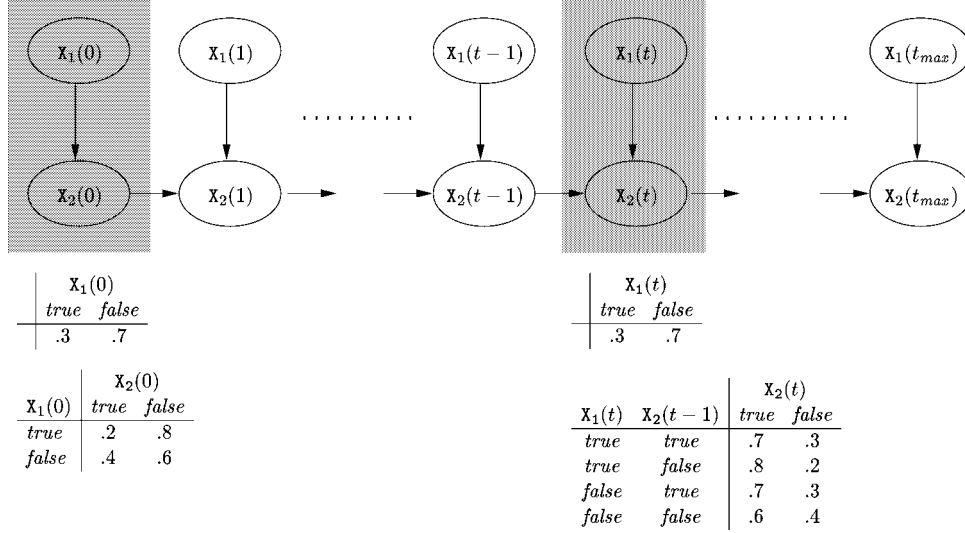 X₁(0) X₁(1) X₁(t − 1) X₁(t) X₁(tₘₐₓ)
X₂(0) X₂(1) X₂(t − 1) X₂(t) X₂(tₘₐₓ)
X₁(0)
true false
.3 .7
X₁(t)
true false
.3 .7
X₂(0)
X₁(0) true false
true .2 .8
false .4 .6
X₂(t)
X₁(t) X₂(t − 1) true false
true true .7 .3
true false .8 .2
false true .7 .3
false false .6 .4